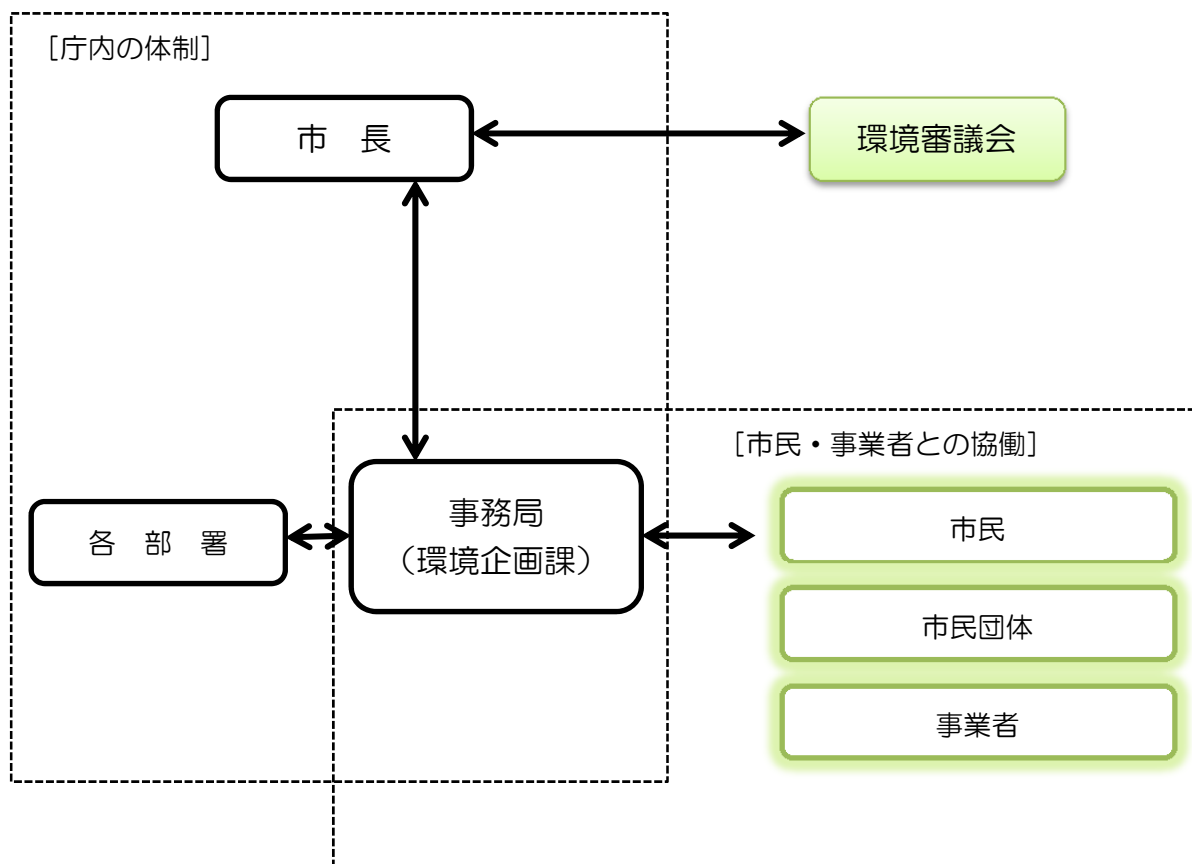 [庁内の体制]
市　長
環境審議会
[市民・事業者との協働]
各　部　署
事務局
（環境企画課）
市民
市民団体
事業者